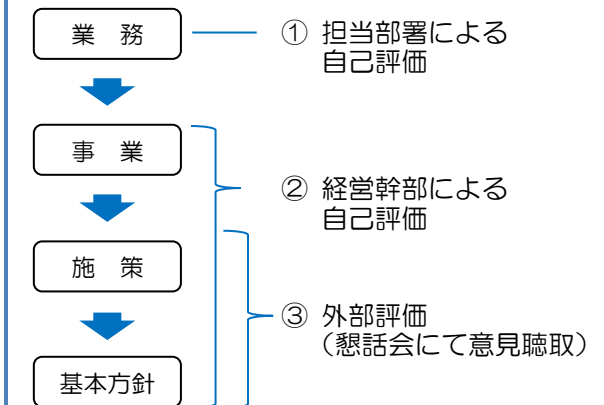 業　務
① 担当部署による
自己評価
事　業
② 経営幹部による
自己評価
施　策
③ 外部評価
（懇話会にて意見聴取）
基本方針